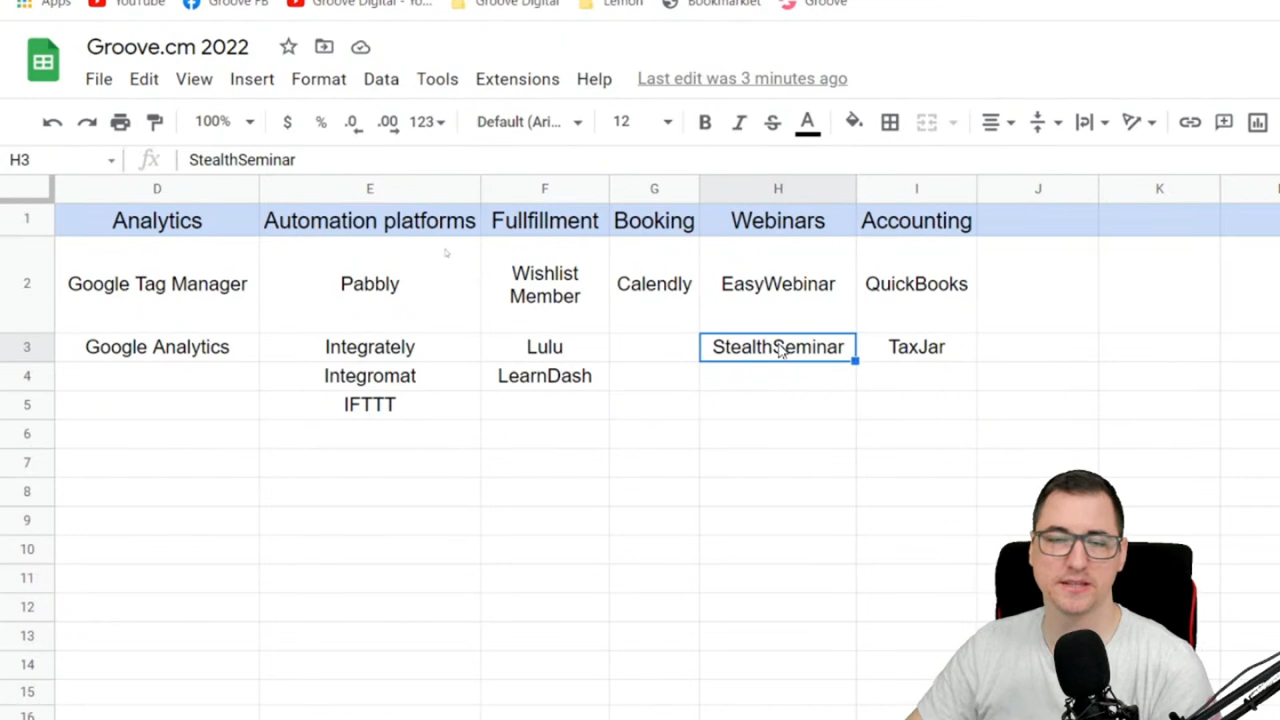 Apps YouTube Groove FB Groove Digital - Yo... Groove Digital Lemon Bookmarklet Groove
Groove.cm 2022
File Edit View Insert Format Data Tools Extensions Help Last edit was 3 minutes ago
100% $ % .0 .00 123 Default (Ari... 12 B I S A
H3 fx StealthSeminar
D E F G H I J K
1 Analytics Automation platforms Fullfillment Booking Webinars Accounting
2 Google Tag Manager Pabbly Wishlist Member Calendly EasyWebinar QuickBooks
3 Google Analytics Integrately Lulu StealthSeminar TaxJar
4 Integromat LearnDash
5 IFTTT
6
7
8
9
10
11
12
13
14
15
16